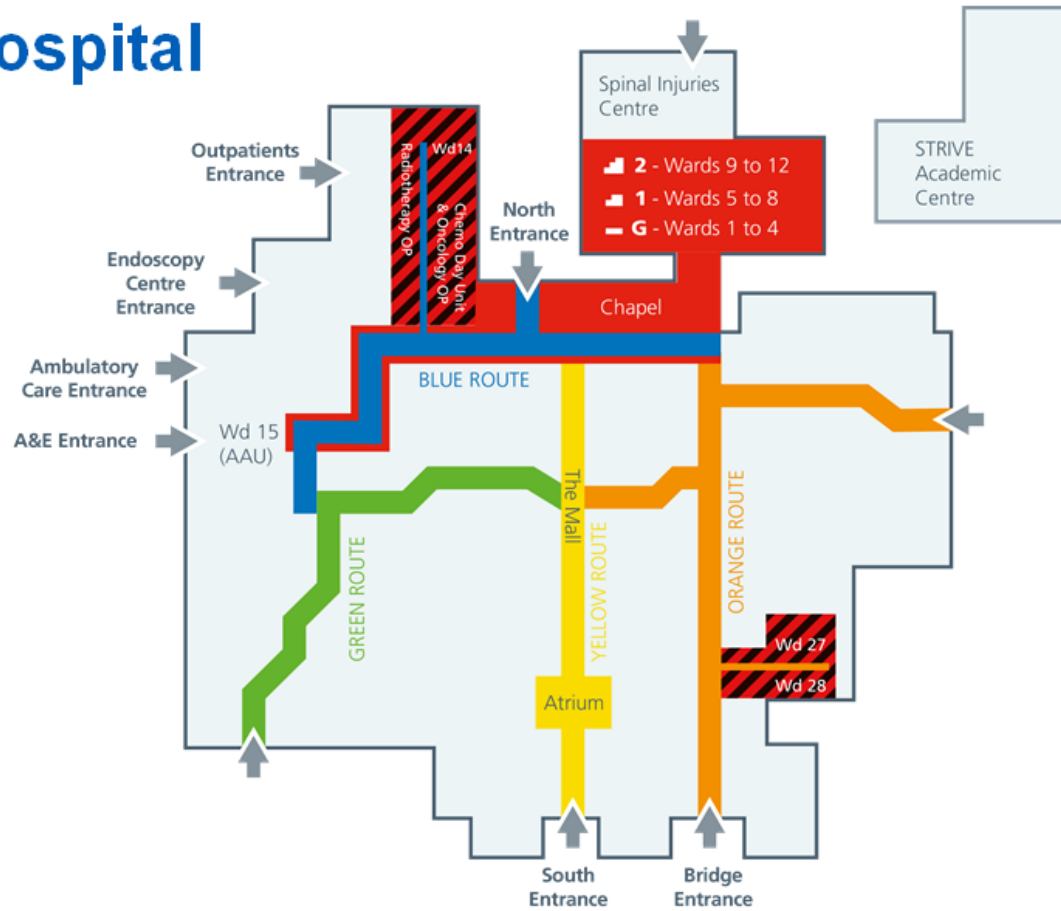 ospital
Spinal Injuries
Centre
2 - Wards 9 to 12
1 - Wards 5 to 8
G - Wards 1 to 4
STRIVE
Academic
Centre
Outpatients
Entrance
Wd14
Radiotherapy OP
Chemo Day Unit
& Oncology OP
North
Entrance
Endoscopy
Centre
Entrance
Chapel
Ambulatory
Care Entrance
BLUE ROUTE
A&E Entrance
Wd 15
(AAU)
The Mall
GREEN ROUTE
YELLOW ROUTE
ORANGE ROUTE
Wd 27
Wd 28
Atrium
South
Entrance
Bridge
Entrance